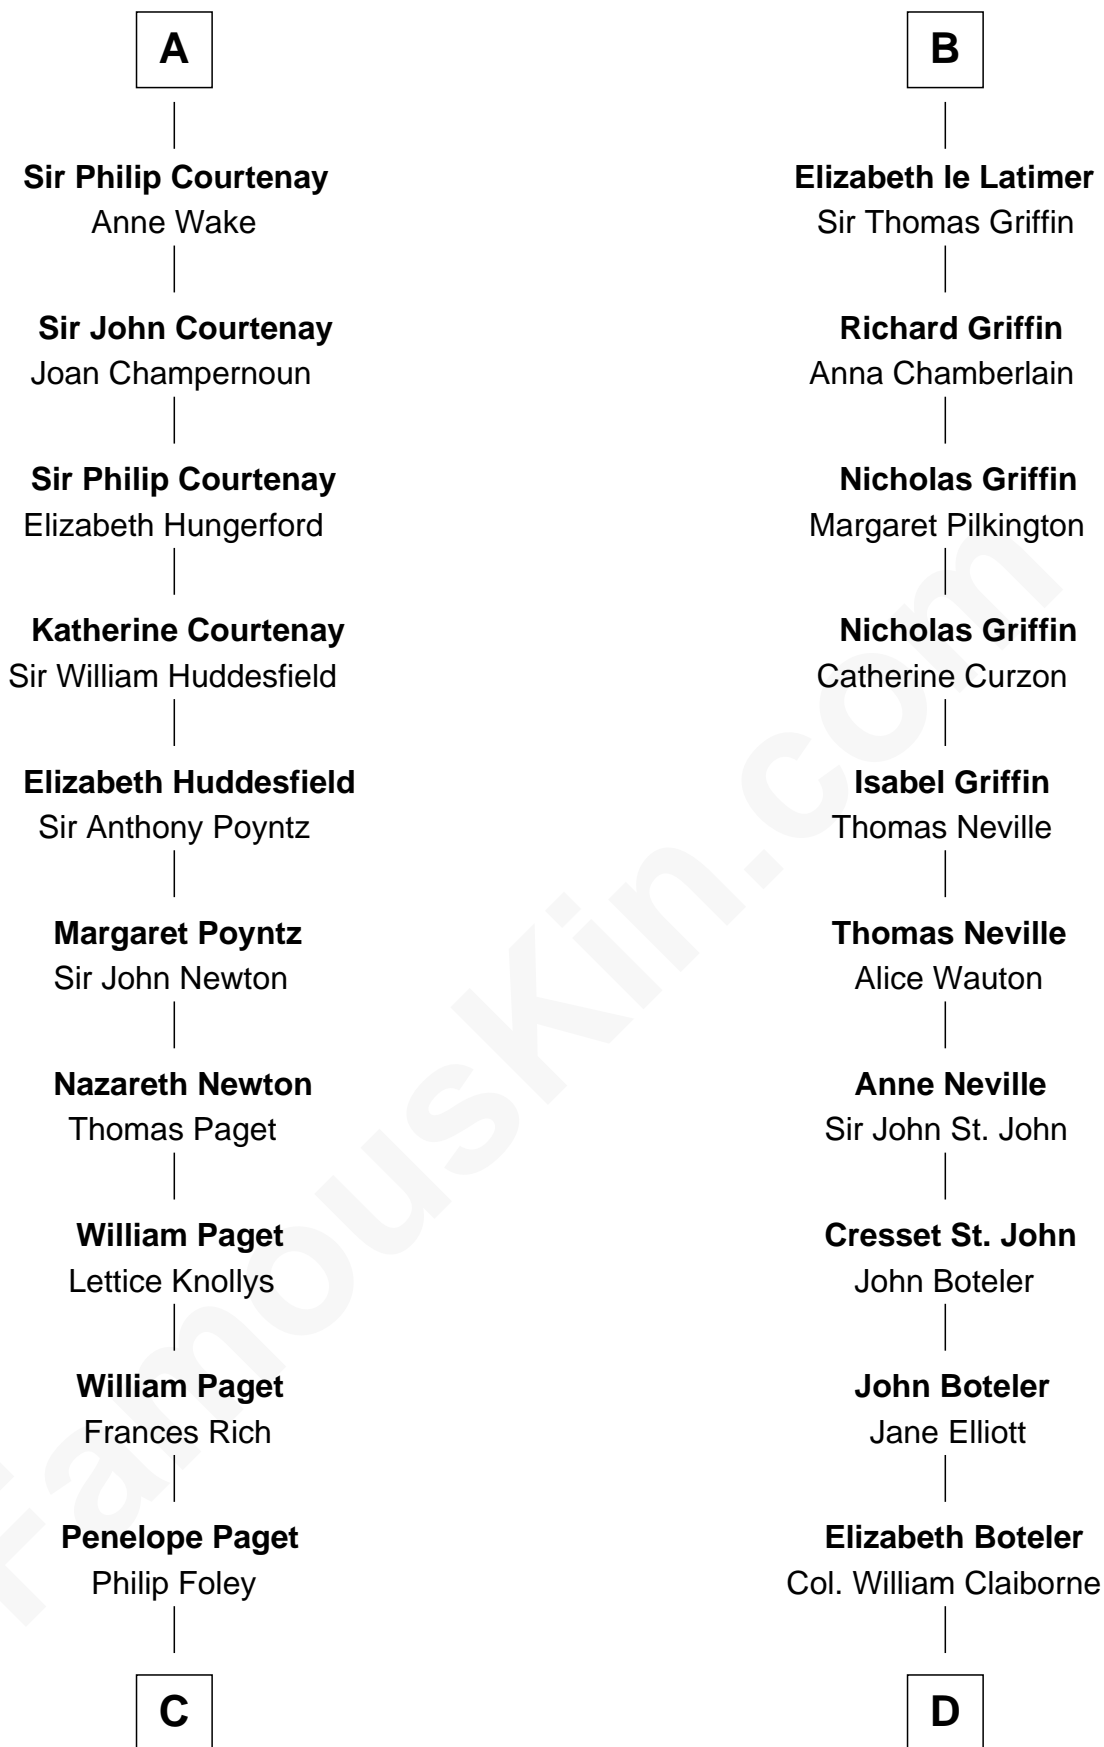 A
Sir Philip Courtenay
Anne Wake
Sir John Courtenay
Joan Champernoun
Sir Philip Courtenay
Elizabeth Hungerford
Katherine Courtenay
Sir William Huddesfield
Elizabeth Huddesfield
Sir Anthony Poyntz
Margaret Poyntz
Sir John Newton
Nazareth Newton
Thomas Paget
William Paget
Lettice Knollys
William Paget
Frances Rich
Penelope Paget
Philip Foley
C
B
Elizabeth le Latimer
Sir Thomas Griffin
Richard Griffin
Anna Chamberlain
Nicholas Griffin
Margaret Pilkington
Nicholas Griffin
Catherine Curzon
Isabel Griffin
Thomas Neville
Thomas Neville
Alice Wauton
Anne Neville
Sir John St. John
Cresset St. John
John Boteler
John Boteler
Jane Elliott
Elizabeth Boteler
Col. William Claiborne
D
FamousKin.com